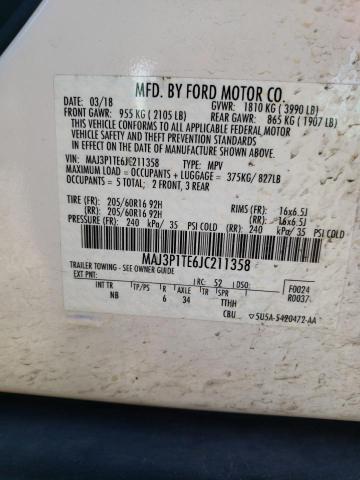 MFD. BY FORD MOTOR CO.
03/18 GVWR: 1810 KG (3990 LB)
FRONT GAWR: 955 KG (2105 LB) REAR GAWR: 865 KG (1907 LB)
THIS VEHICLE CONFORMS TO ALL APPLICABLE FEDERAL MOTOR
VEHICLE SAFETY AND THEFT PREVENTION STANDARDS
IN EFFECT ON THE DATE OF MANUFACTURE SHOWN ABOVE.
VIN: MAJ3P1TE6JC211358 TYPE: MPV
MAXIMUM LOAD = OCCUPANTS + LUGGAGE = 375KG/ 827LB
OCCUPANTS = 5 TOTAL; 2 FRONT, 3 REAR
TIRE (FR): 205/60R16 92H RIMS (FR): 16x6.5J
(RR): 205/60R16 92H (RR): 16x6.5J
PRESSURE (FR): 240 kPa/ 35 PSI COLD (RR): 240 kPa/ 35 PSI COLD
MAJ3P1TE6JC211358
TRAILER TOWING - SEE OWNER
EXT PNT: RC: 52 DSO: F0024
R0037
INT TR R AXLE TR SPR
NB 6 34 TTHH
CBU 5U5A-5420472-AA